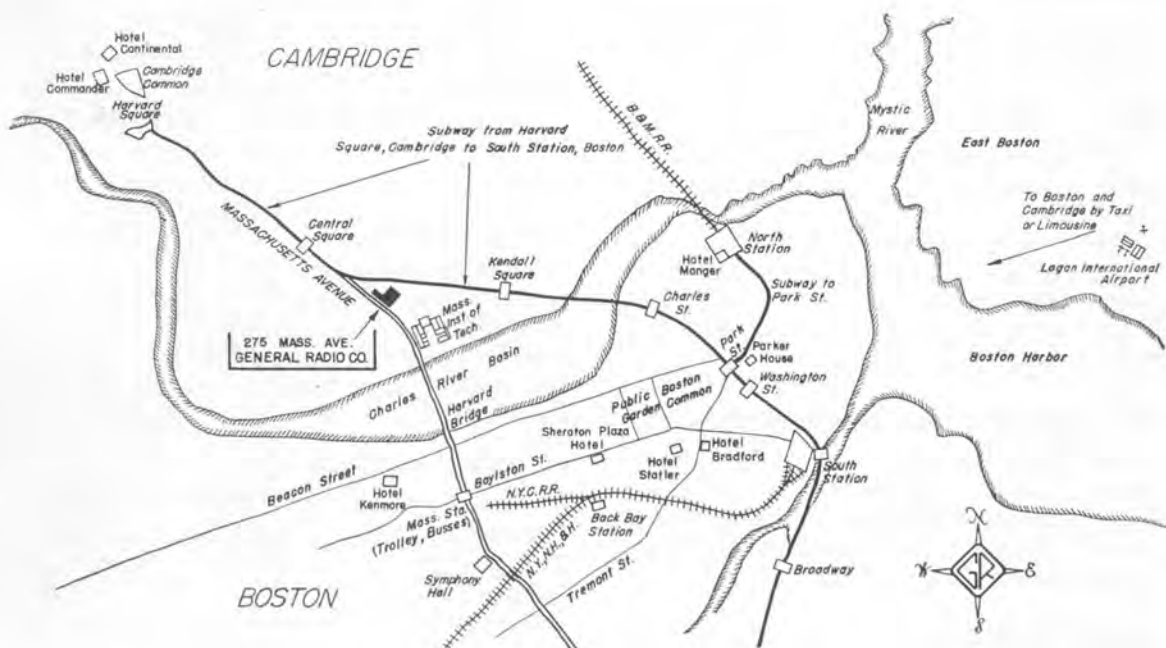 Hotel
Continental
CAMBRIDGE
Hotel
Commander
Cambridge
Common
Harvard
Square
Subway from Harvard
Square, Cambridge to South Station, Boston
B.&M.R.R.
Mystic
River
East Boston
To Boston and
Cambridge by Taxi
or Limousine
Logan International
Airport
MASSACHUSETTS AVENUE
Central
Square
Kendall
Square
North
Station
Hotel
Manger
Subway to
Park St.
Charles
St.
Mass.
Inst. of
Tech.
275 MASS. AVE.
GENERAL RADIO CO.
Park
St.
Parker
House
Washington
St.
Boston Harbor
Charles River Basin
Harvard
Bridge
Public
Garden
Boston
Common
Sheraton Plaza
Hotel
Hotel
Statler
Hotel
Bradford
South
Station
Beacon Street
Boylston St.
Hotel
Kenmore
Mass. Sta.
(Trolley, Busses)
N.Y.C.R.R.
Back Bay
Station
N.Y., N.H., & H.
Symphony
Hall
Tremont St.
Broadway
BOSTON
N
W
E
S